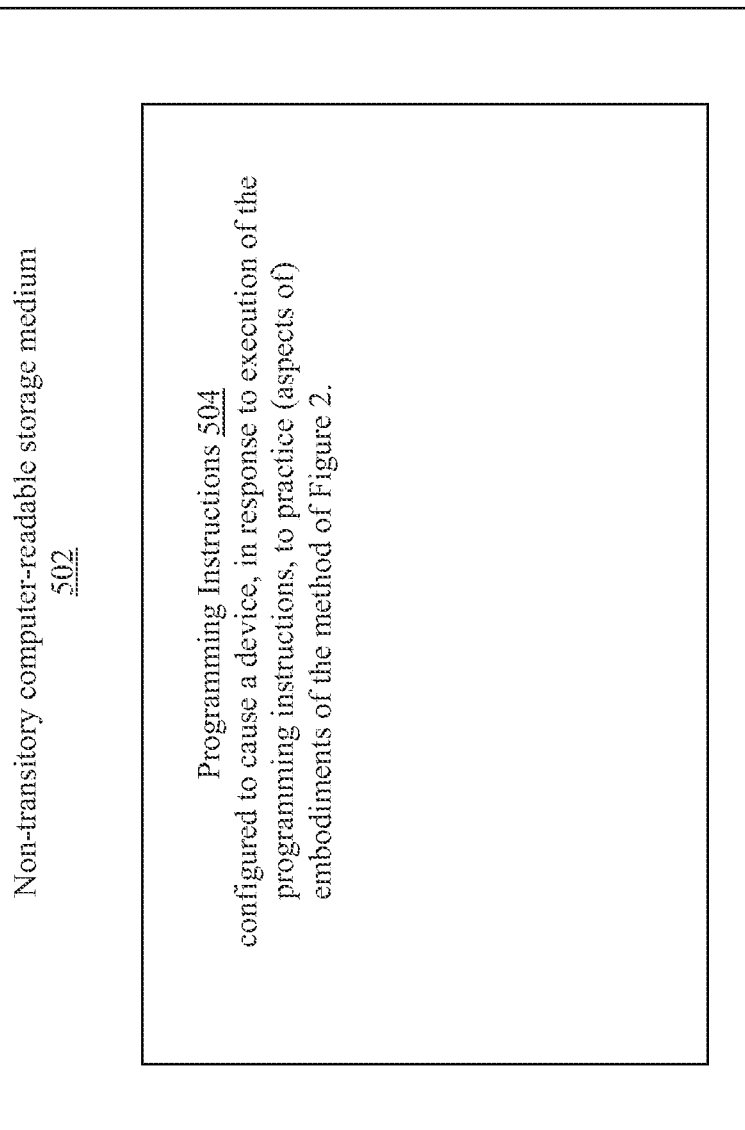 Non-transitory computer-readable storage medium
502
Programming Instructions 504
configured to cause a device, in response to execution of the
programming instructions, to practice (aspects of)
embodiments of the method of Figure 2.